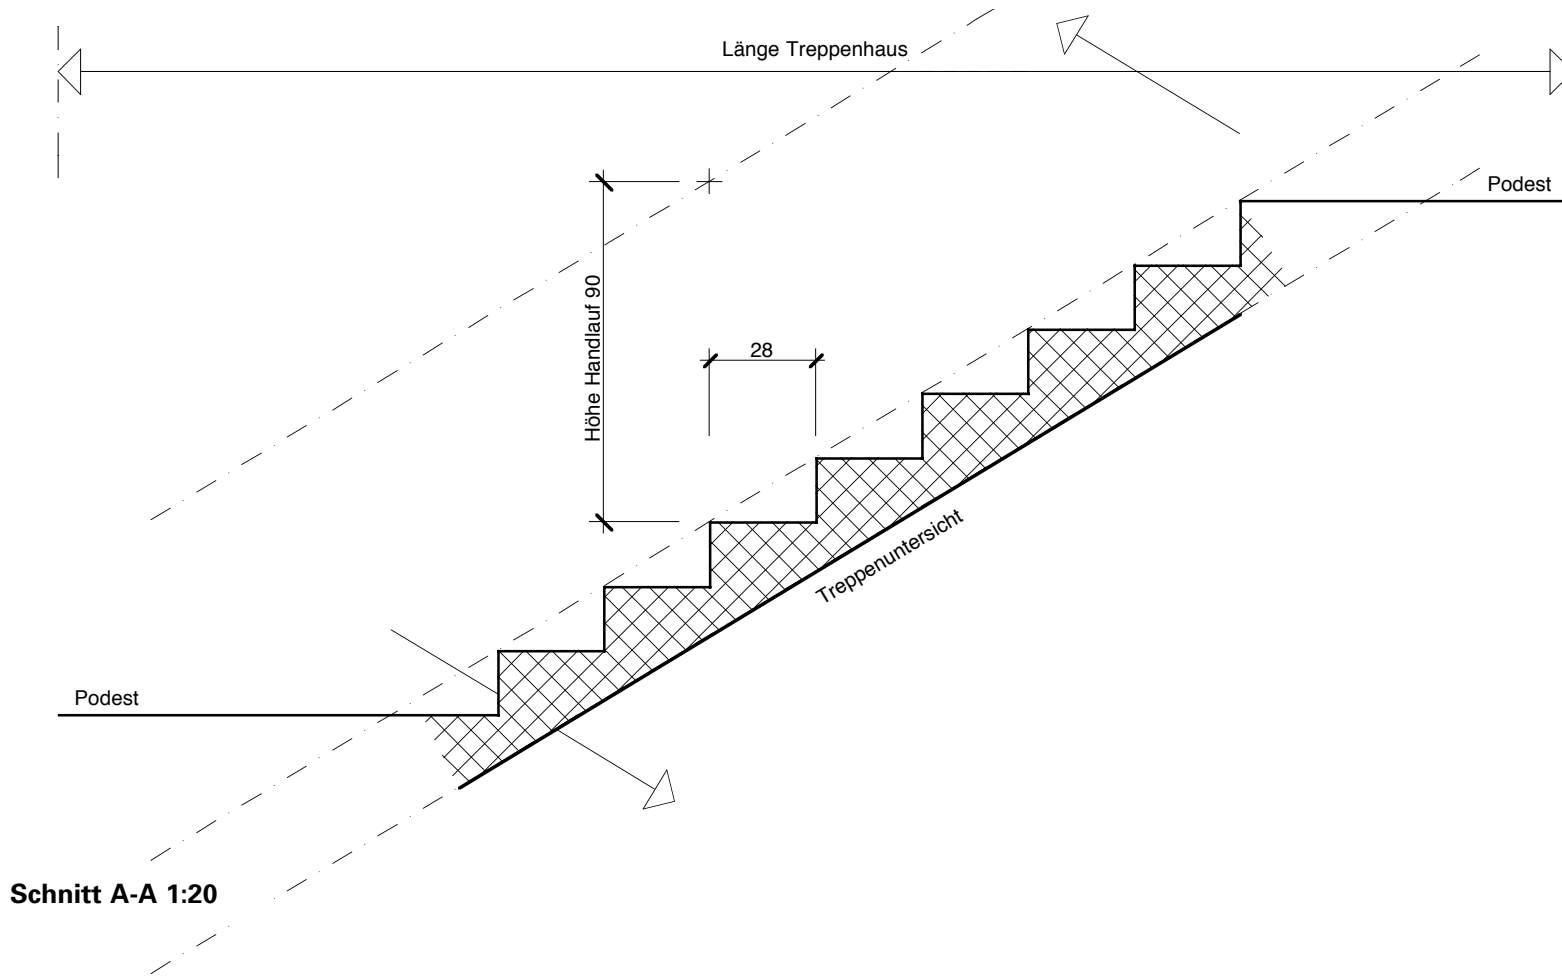 Länge Treppenhaus
Podest
Höhe Handlauf 90
28
Treppenuntersicht
Podest
Schnitt A-A 1:20